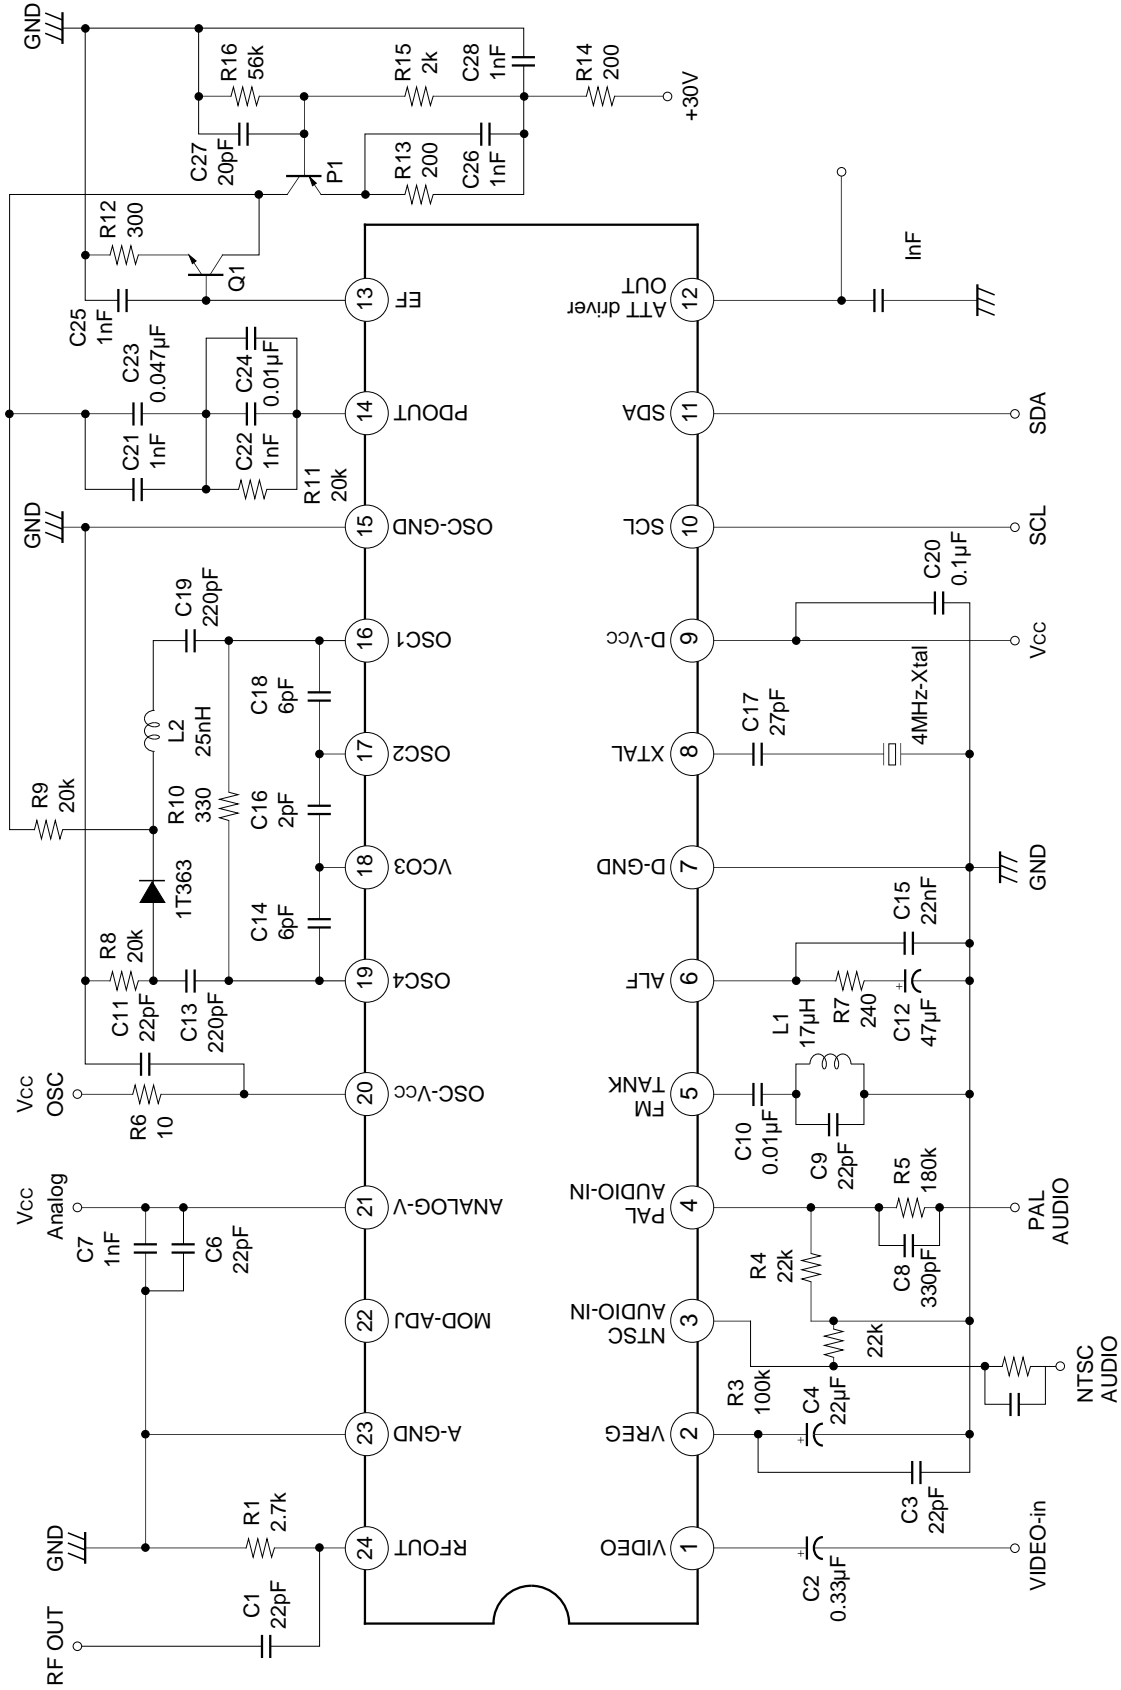 RF OUT
C1
22pF
GND
R1
2.7k
Vcc
Analog
C7
1nF
C6
22pF
Vcc
OSC
R6
10
C11
22pF
R8
20k
C13
220pF
1T363
R9
20k
L2
25nH
R10
330
C14
6pF
C16
2pF
C18
6pF
C19
220pF
GND
C21
1nF
C23
0.047µF
C22
1nF
C24
0.01µF
R11
20k
C25
1nF
R12
300
Q1
GND
C27
20pF
R16
56k
P1
R13
200
R15
2k
C26
1nF
C28
1nF
R14
200
+30V
24
RFOUT
23
A-GND
22
MOD-ADJ
21
ANALOG-V
20
OSC-Vcc
19
OSC4
18
VCO3
17
OSC2
16
OSC1
15
OSC-GND
14
PDOUT
13
EF
VIDEO
1
VREG
2
NTSC
AUDIO-IN
3
PAL
AUDIO-IN
4
FM
TANK
5
ALF
6
D-GND
7
XTAL
8
D-Vcc
9
SCL
10
SDA
11
ATT driver
OUT
12
C2
0.33µF
+
VIDEO-in
C3
22pF
C4
22µF
+
R3
100k
22k
NTSC
AUDIO
R4
22k
C8
330pF
R5
180k
PAL
AUDIO
C10
0.01µF
C9
22pF
L1
17µH
R7
240
C12
47µF
+
C15
22nF
GND
C17
27pF
4MHz-Xtal
C20
0.1µF
Vcc
SCL
SDA
InF